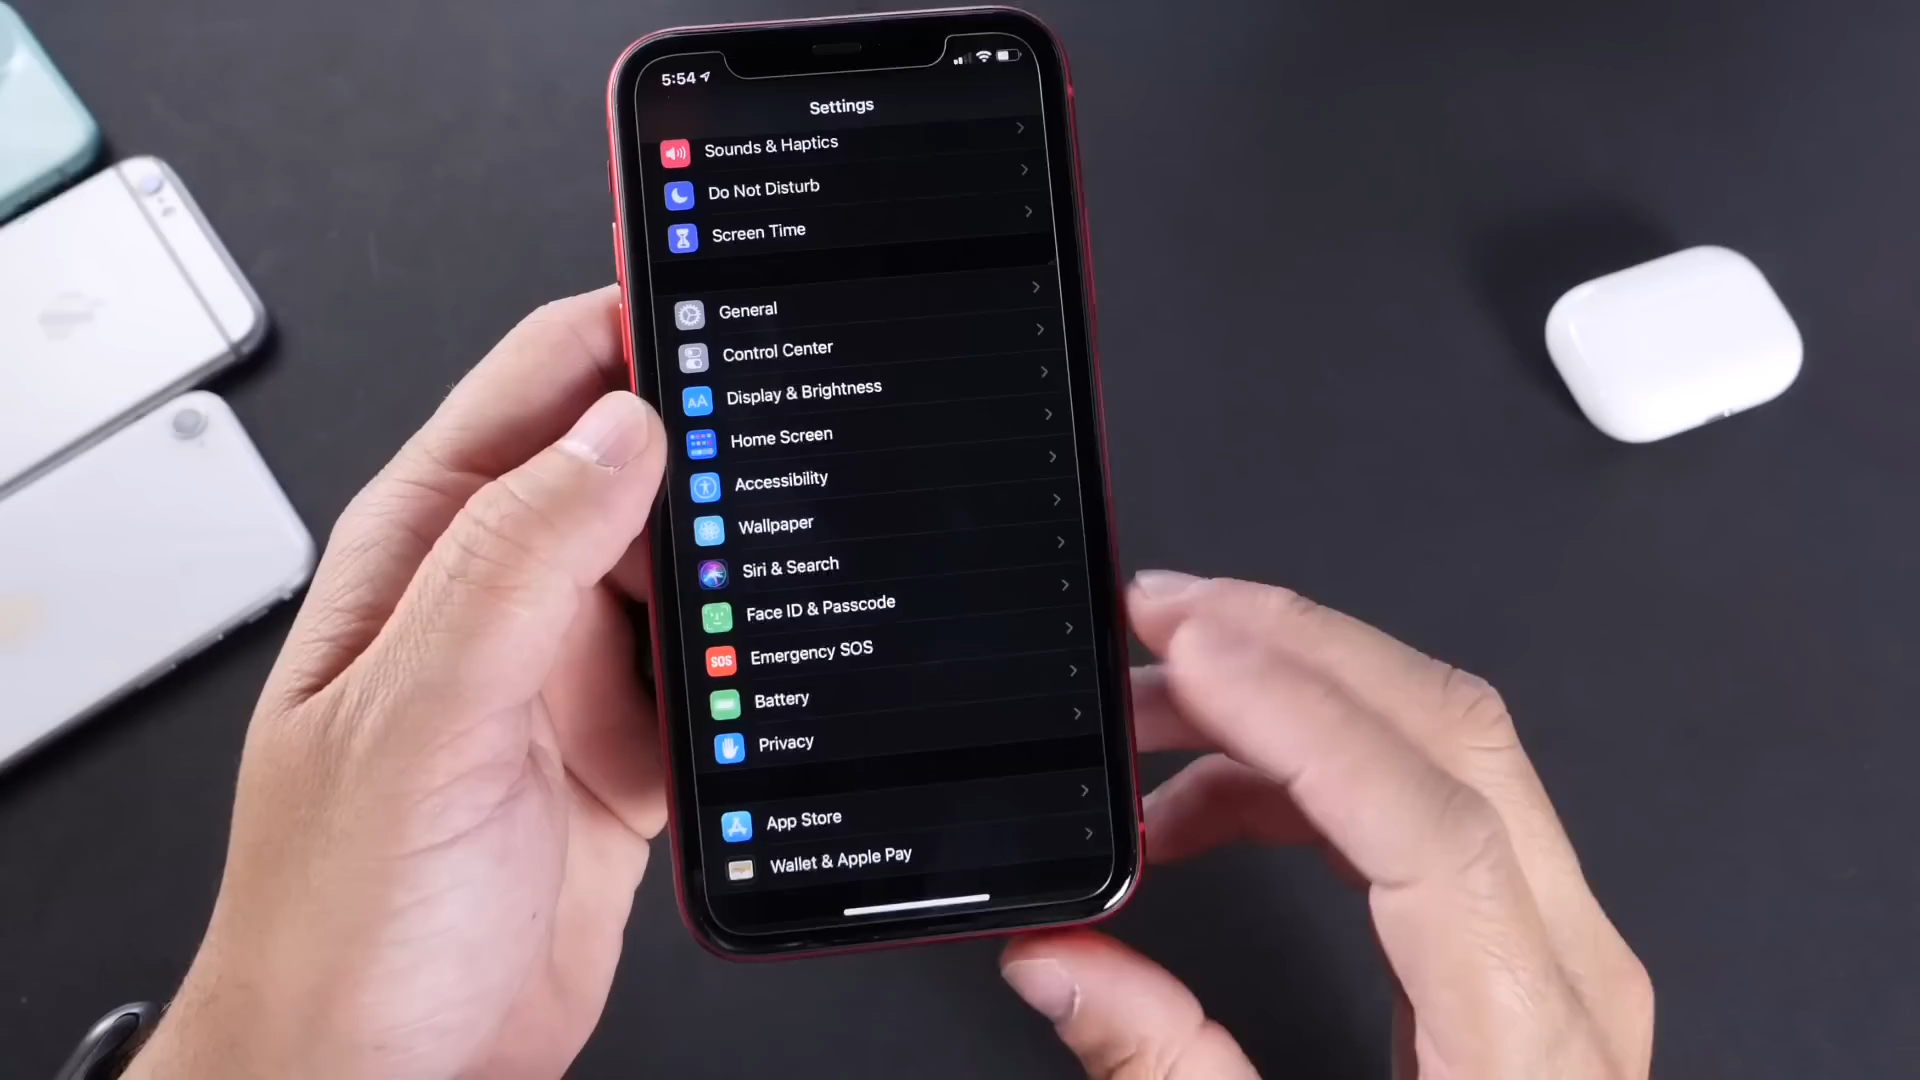 5:54
Settings
Sounds & Haptics
Do Not Disturb
Screen Time
General
Control Center
AA
Display & Brightness
Home Screen
Accessibility
Wallpaper
Siri & Search
Face ID & Passcode
SOS
Emergency SOS
Battery
Privacy
App Store
Wallet & Apple Pay